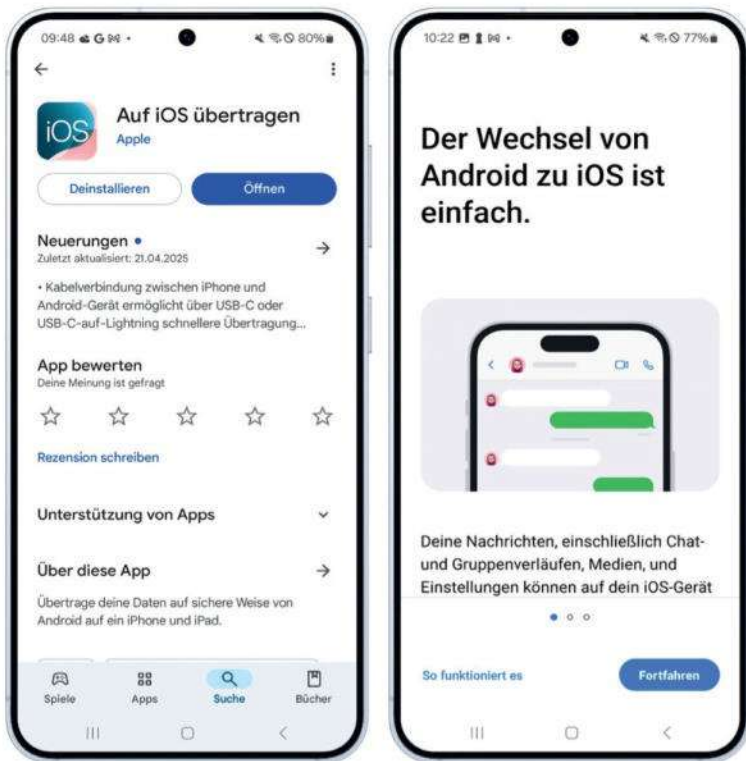 09:48
80%
iOS
Auf iOS übertragen
Apple
Deinstallieren
Öffnen
Neuerungen •
Zuletzt aktualisiert: 21.04.2025
• Kabelverbindung zwischen iPhone und
Android-Gerät ermöglicht über USB-C oder
USB-C-auf-Lightning schnellere Übertragung...
App bewerten
Deine Meinung ist gefragt
Rezension schreiben
Unterstützung von Apps
Über diese App
Übertrage deine Daten auf sichere Weise von
Android auf ein iPhone und iPad.
Spiele
Apps
Suche
Bücher
10:22
77%
Der Wechsel von
Android zu iOS ist
einfach.
Deine Nachrichten, einschließlich Chat-
und Gruppenverläufen, Medien, und
Einstellungen können auf dein iOS-Gerät
So funktioniert es
Fortfahren